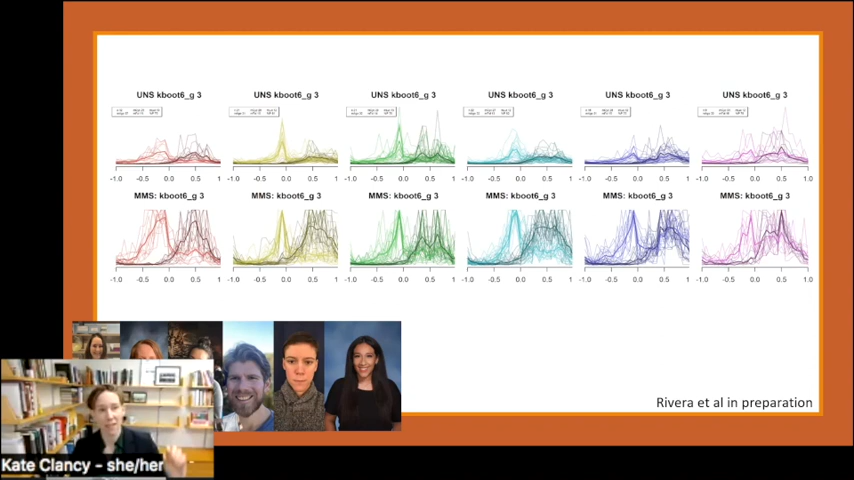 UNS kboot6_g 3 UNS kboot6_g 3 UNS kboot6_g 3 UNS kboot6_g 3 UNS kboot6_g 3 UNS kboot6_g 3
-1.0 -0.5 0.0 0.5 1 -1.0 -0.5 0.0 0.5 1 -1.0 -0.5 0.0 0.5 1 -1.0 -0.5 0.0 0.5 1 -1.0 -0.5 0.0 0.5 1 -1.0 -0.5 0.0 0.5 1
MMS: kboot6_g 3 MMS: kboot6_g 3 MMS: kboot6_g 3 MMS: kboot6_g 3 MMS: kboot6_g 3 MMS: kboot6_g 3
-1.0 -0.5 0.0 0.5 1 -1.0 -0.5 0.0 0.5 1 -1.0 -0.5 0.0 0.5 1 -1.0 -0.5 0.0 0.5 1 -1.0 -0.5 0.0 0.5 1 -1.0 -0.5 0.0 0.5 1.0
Rivera et al in preparation
Kate Clancy - she/her